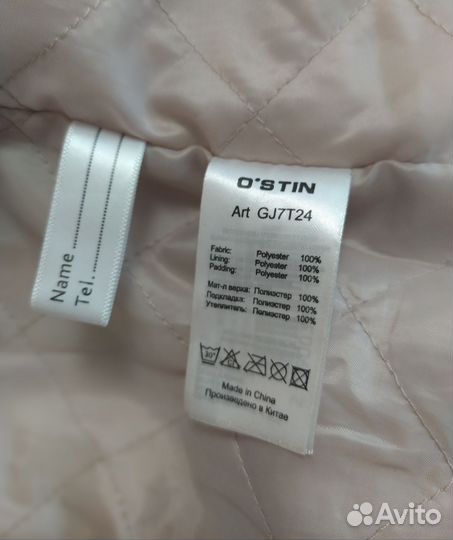 Name
Tel.
O'STIN
Art GJ7T24
Fabric: Polyester 100%
Lining: Polyester 100%
Padding: Polyester 100%
Мат-л верха: Полиэстер 100%
Подкладка: Полиэстер 100%
Утеплитель: Полиэстер 100%
30°
Made in China
Произведено в Китае
Avito